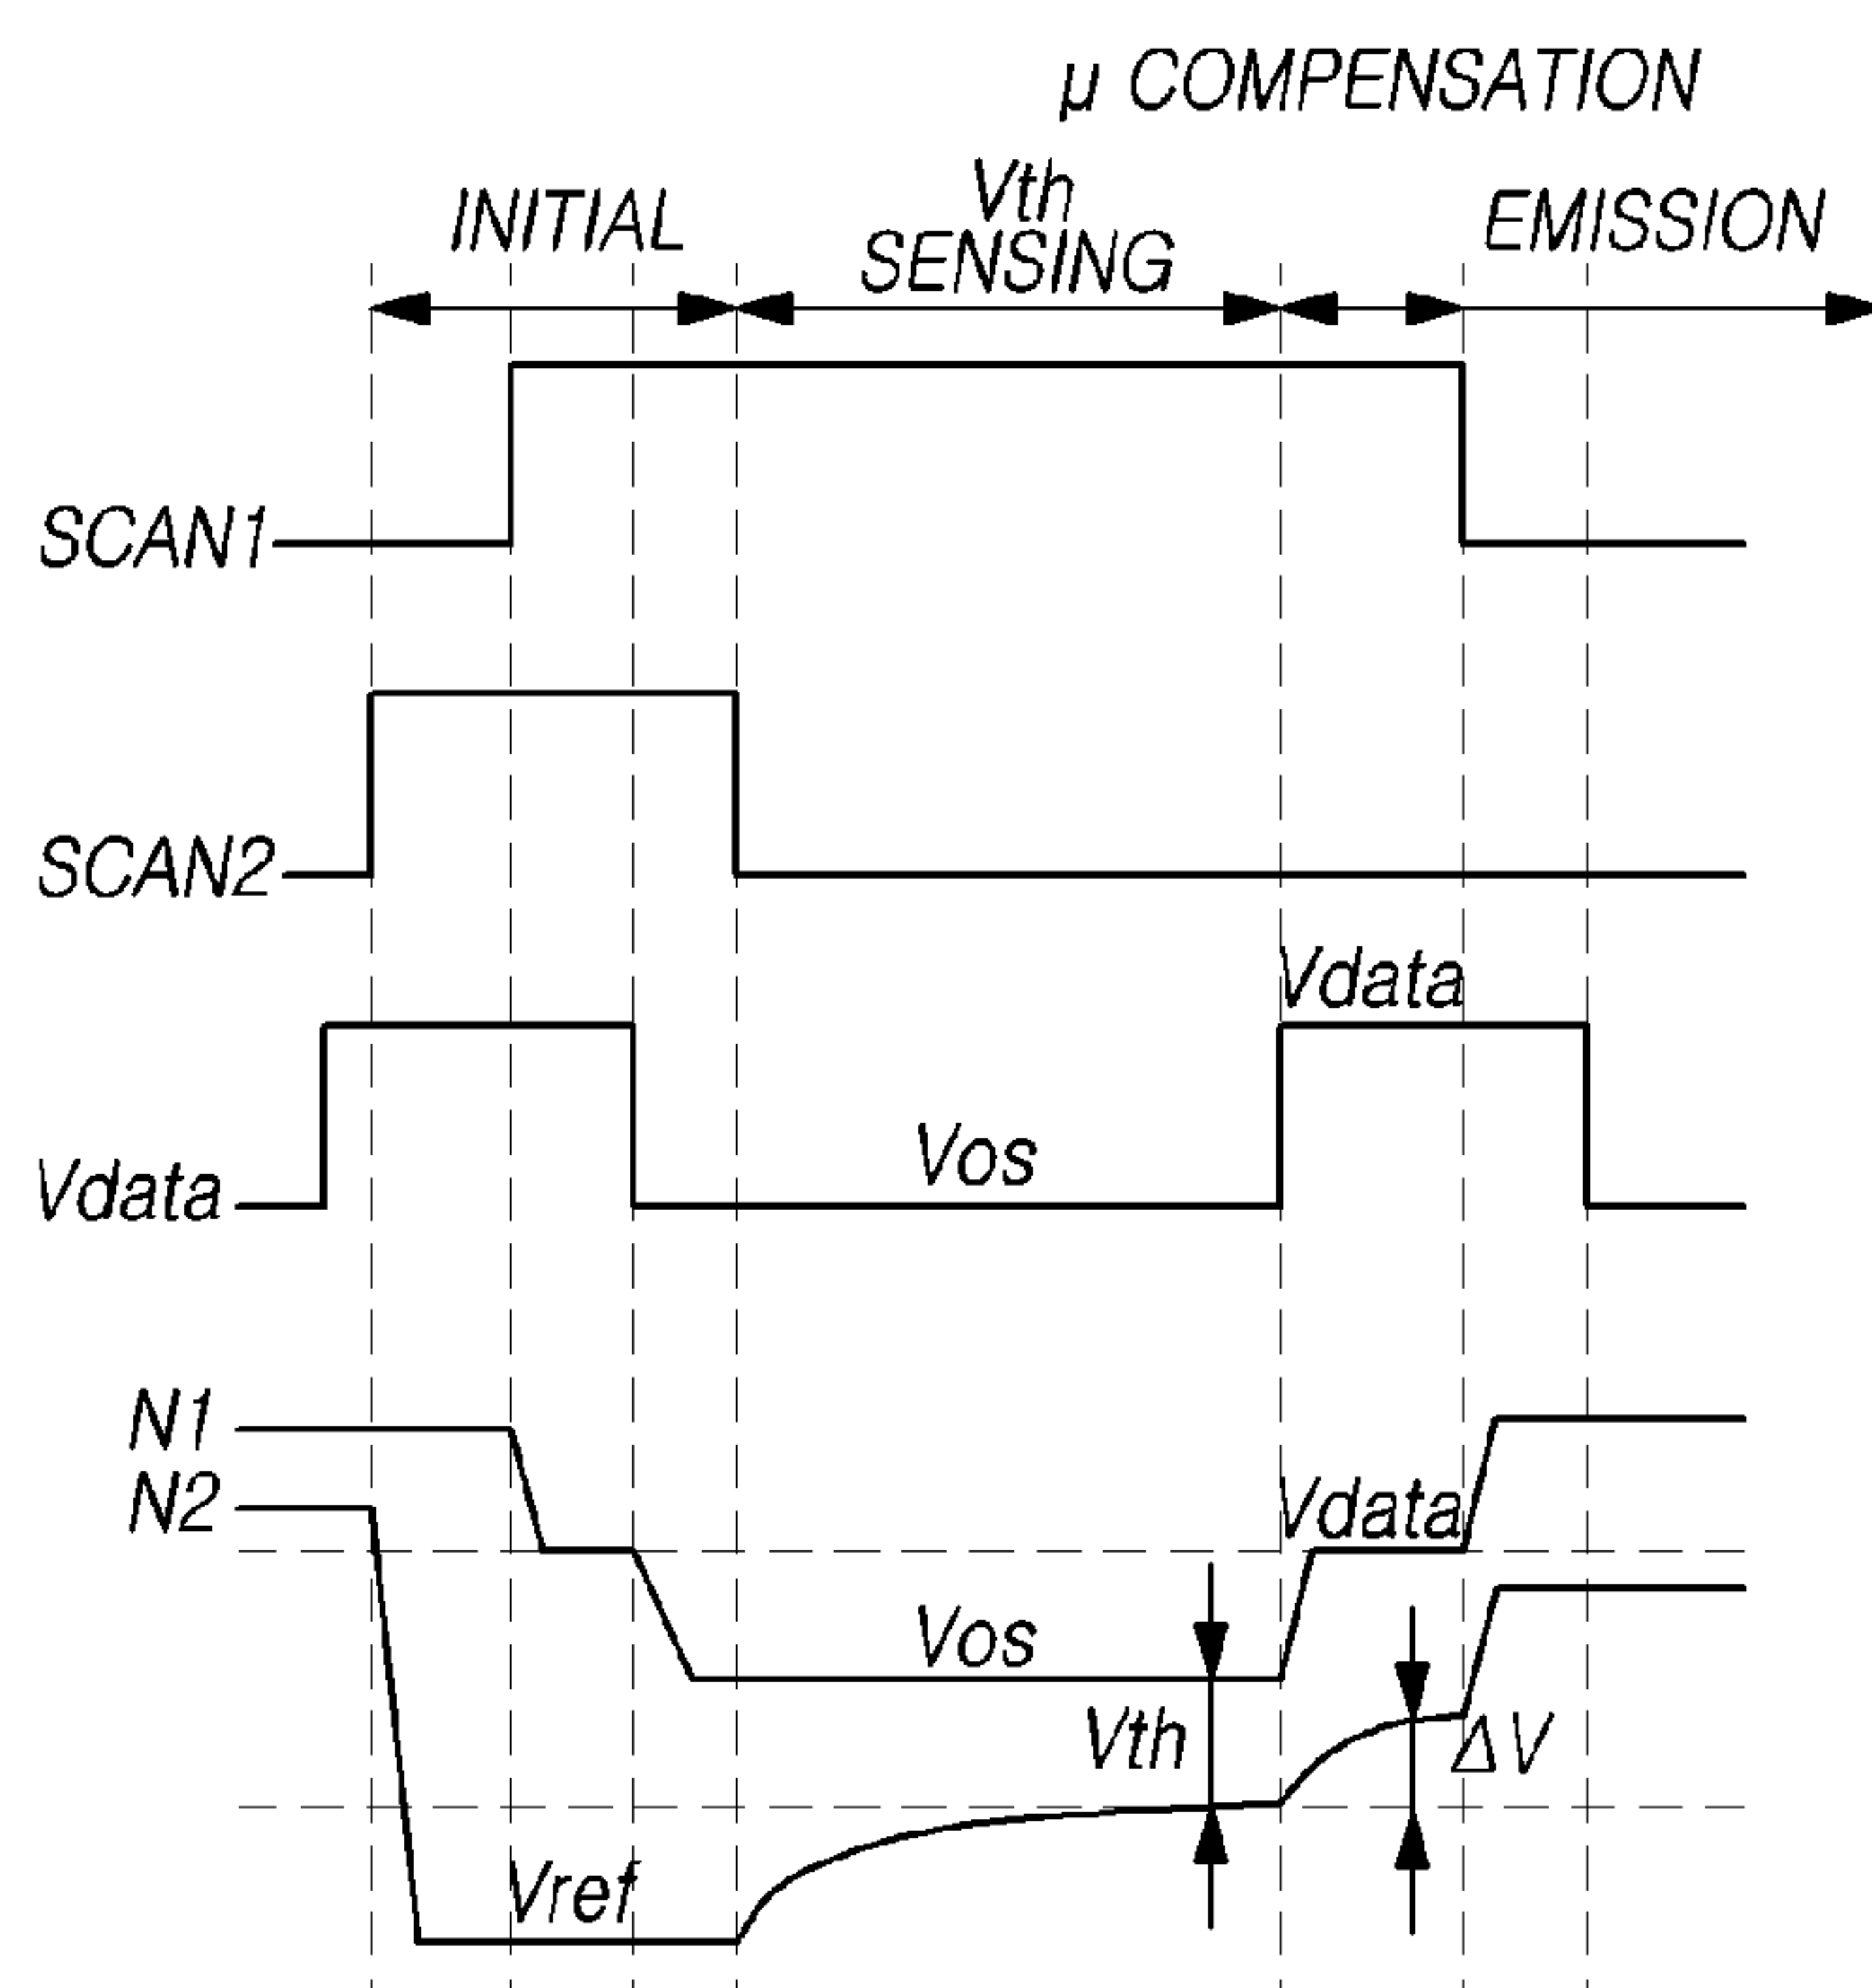 μ COMPENSATION
INITIAL
Vth
SENSING
EMISSION
SCAN1
SCAN2
Vdata
Vdata
Vos
N1
N2
Vdata
Vos
Vth
ΔV
Vref